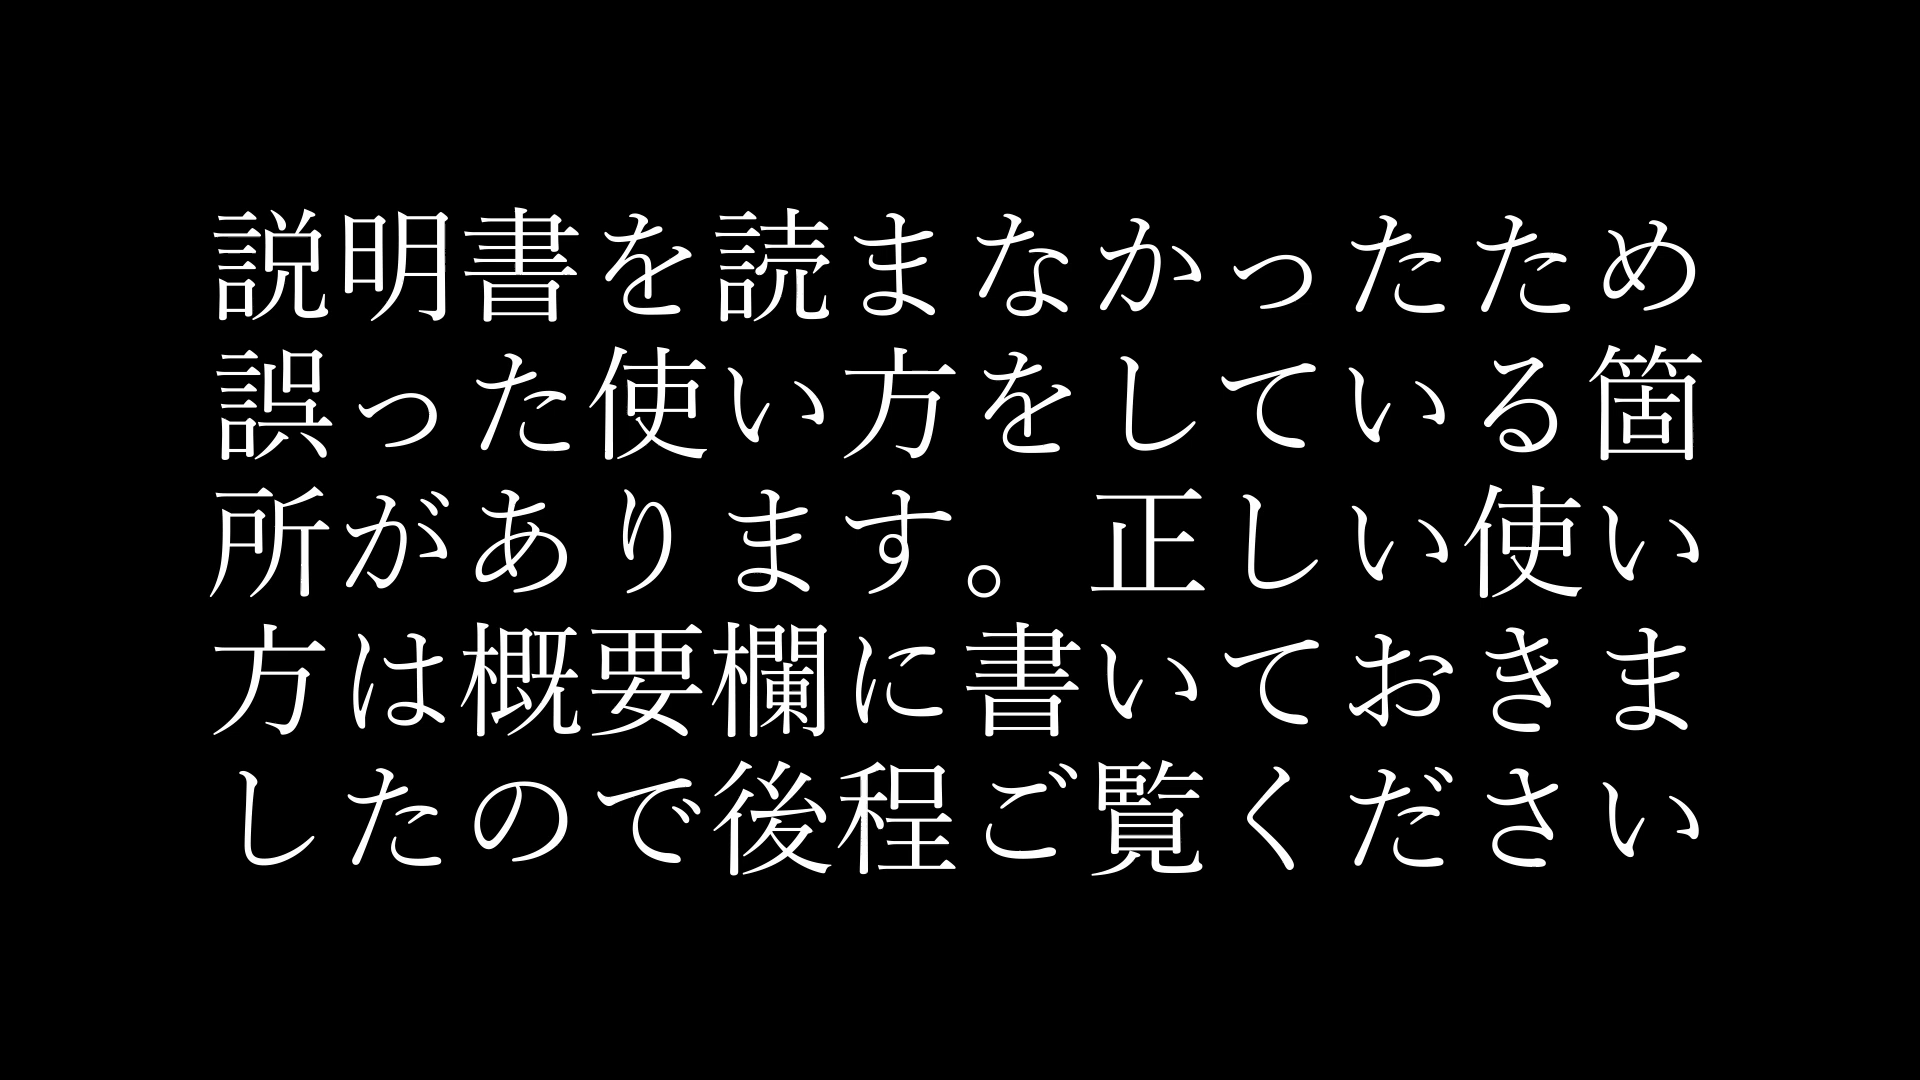 説明書を読まなかったため
誤った使い方をしている箇
所があります。正しい使い
方は概要欄に書いておきま
したので後程ご覧ください